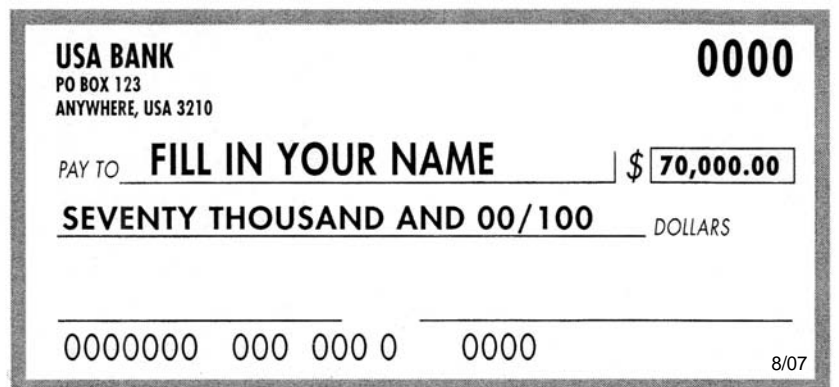 USA BANK 0000
PO BOX 123
ANYWHERE, USA 3210
PAY TO FILL IN YOUR NAME $ 70,000.00
SEVENTY THOUSAND AND 00/100 DOLLARS
0000000 000 000 0 0000
8/07